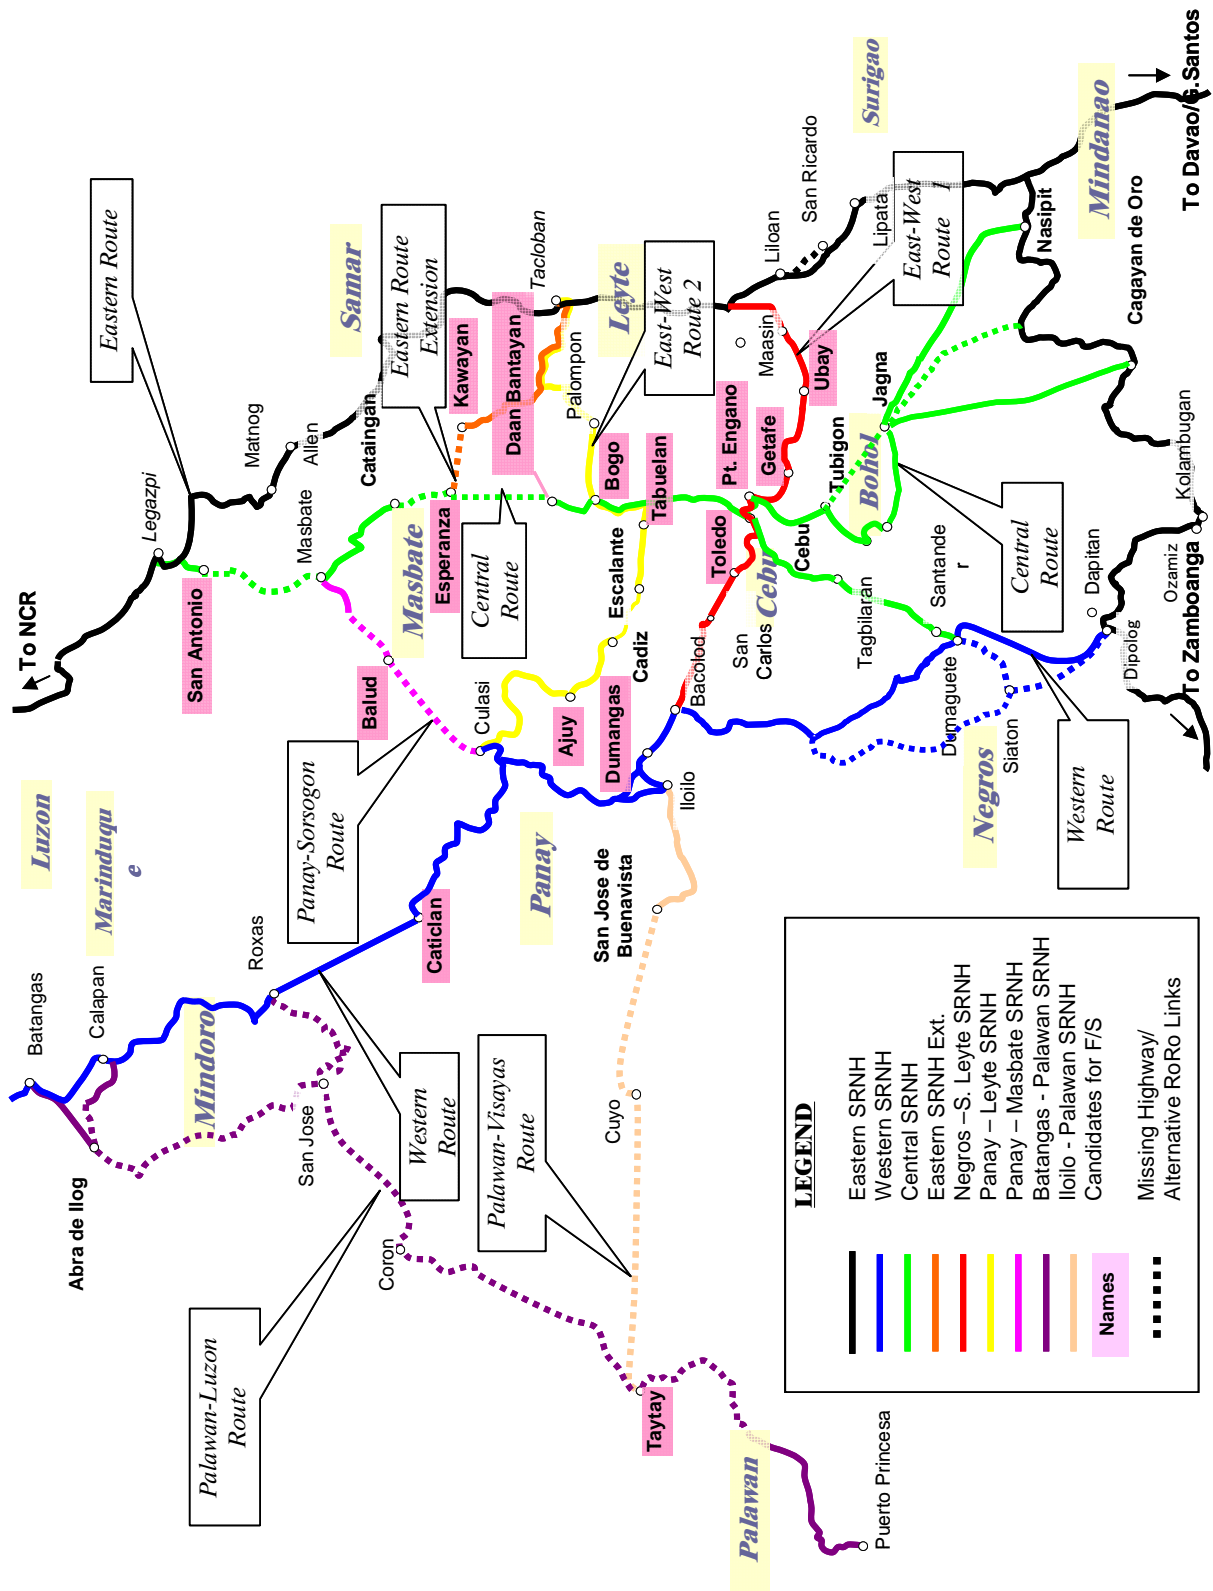 To NCR
Legazpi
San Antonio
Eastern Route
Matnog
Allen
Samar
Masbate
Cataingan
Masbate
Balud
Esperanza
Eastern Route
Extension
Kawayan
Daan Bantayan
Tacloban
Central
Route
Palompon
Leyte
Bogo
Tabuelan
East-West
Route 2
Luzon
Marinduqu
e
Batangas
Calapan
Roxas
Mindoro
Abra de Ilog
San Jose
Panay-Sorsogon
Route
Culasi
Caticlan
Panay
Ajuy
Dumangas
Escalante
Cadiz
Western
Route
Palawan-Visayas
Route
Palawan-Luzon
Route
Coron
Cuyo
San Jose de
Buenavista
Iloilo
Bacolod
San
Carlos
Toledo
Cebu
Cebu
Pt. Engano
Getafe
Maasin
Ubay
Liloan
San Ricardo
Lipata
Surigao
East-West
Route 1
Tubigon
Bohol
Jagna
Tagbilaran
Santande
r
Dumaguete
Siaton
Negros
Central
Route
Western
Route
Nasipit
Mindanao
Cagayan de Oro
Kolambugan
Ozamiz
Dapitan
Dipolog
To Zamboanga
To Davao/G.Santos
Taytay
Palawan
Puerto Princesa
LEGEND
Eastern SRNH
Western SRNH
Central SRNH
Eastern SRNH Ext.
Negros –S. Leyte SRNH
Panay – Leyte SRNH
Panay – Masbate SRNH
Batangas - Palawan SRNH
Iloilo - Palawan SRNH
Names
Candidates for F/S
Missing Highway/
Alternative RoRo Links